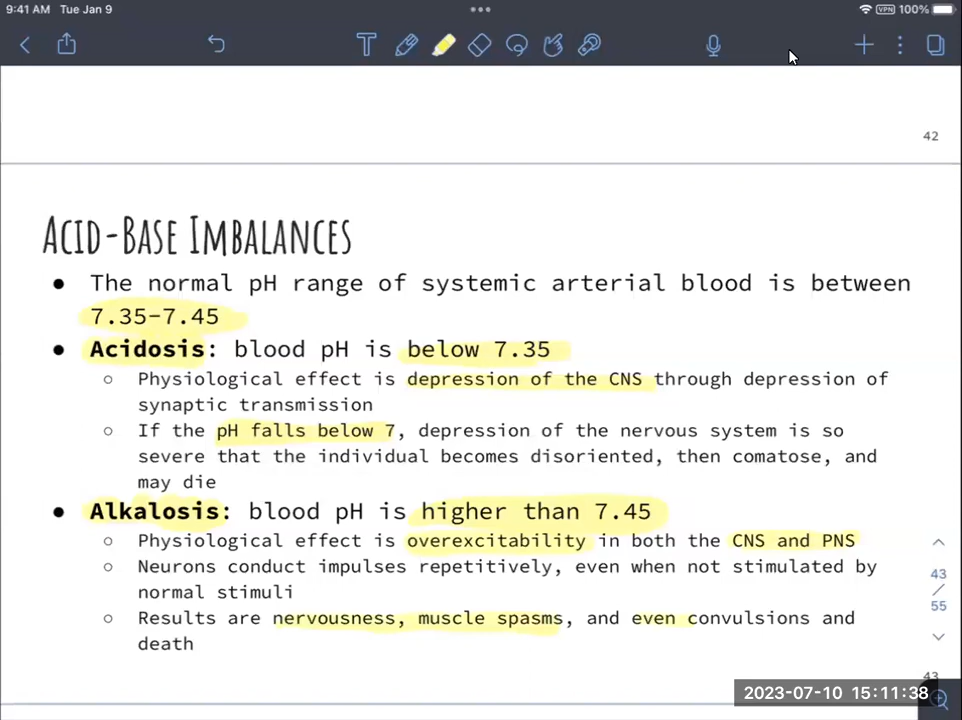 9:41 AM Tue Jan 9
VPN 100%
42
ACID-BASE IMBALANCES
● The normal pH range of systemic arterial blood is between
7.35-7.45
● Acidosis: blood pH is below 7.35
○ Physiological effect is depression of the CNS through depression of
synaptic transmission
○ If the pH falls below 7, depression of the nervous system is so
severe that the individual becomes disoriented, then comatose, and
may die
● Alkalosis: blood pH is higher than 7.45
○ Physiological effect is overexcitability in both the CNS and PNS
○ Neurons conduct impulses repetitively, even when not stimulated by
normal stimuli
○ Results are nervousness, muscle spasms, and even convulsions and
death
43
/
55
43
2023-07-10 15:11:38